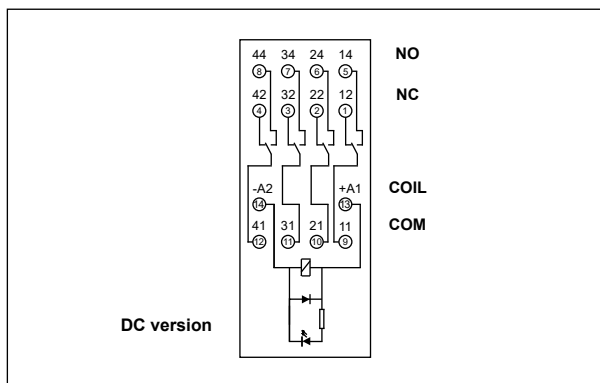 44 34 24 14 NO
8 7 6 5
42 32 22 12 NC
4 3 2 1
-A2 +A1 COIL
14 13
41 31 21 11 COM
12 11 10 9
DC version